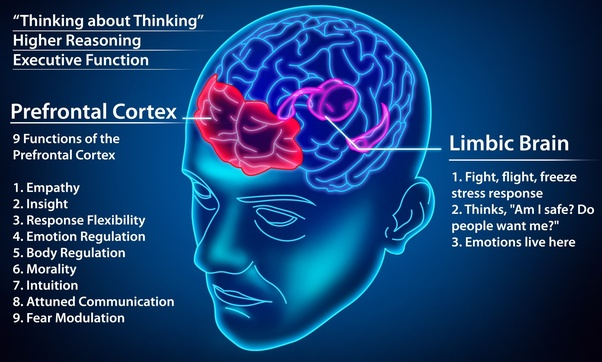 “Thinking about Thinking”
Higher Reasoning
Executive Function
Prefrontal Cortex
9 Functions of the
Prefrontal Cortex
1. Empathy
2. Insight
3. Response Flexibility
4. Emotion Regulation
5. Body Regulation
6. Morality
7. Intuition
8. Attuned Communication
9. Fear Modulation
Limbic Brain
1. Fight, flight, freeze
stress response
2. Thinks, "Am I safe? Do
people want me?"
3. Emotions live here